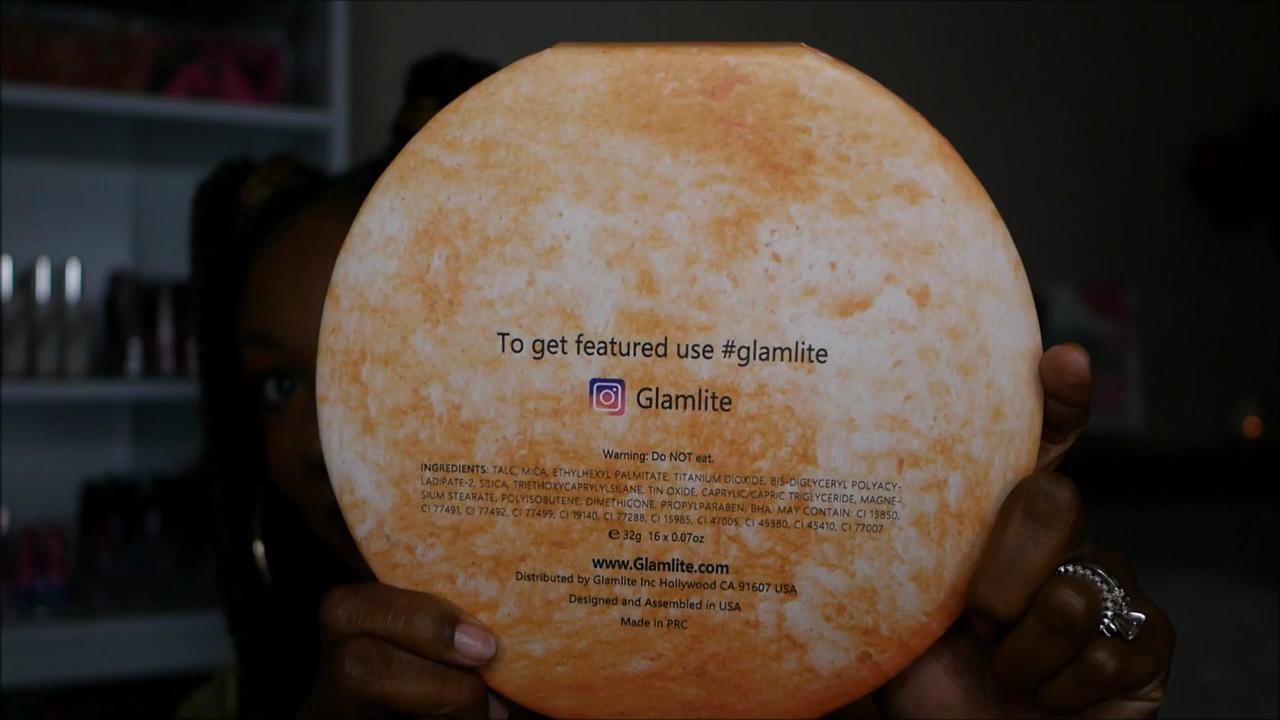 To get featured use #glamlite
Glamlite
Warning: Do NOT eat.
INGREDIENTS: TALC, MICA, ETHYLHEXYL PALMITATE, TITANIUM DIOXIDE, BIS-DIGLYCERYL POLYACY-
LADIPATE-2, SILICA, TRIETHOXYCAPRYLYLSILANE, TIN OXIDE, CAPRYLIC/CAPRIC TRIGLYCERIDE, MAGNE-
SIUM STEARATE, POLYISOBUTENE, DIMETHICONE, PROPYLPARABEN, BHA. MAY CONTAIN: CI 15850,
CI 77491, CI 77492, CI 77499, CI 19140, CI 77288, CI 15985, CI 47005, CI 45380, CI 45410, CI 77007
℮ 32g 16 x 0.07oz
www.Glamlite.com
Distributed by Glamlite Inc Hollywood CA 91607 USA
Designed and Assembled in USA
Made in PRC